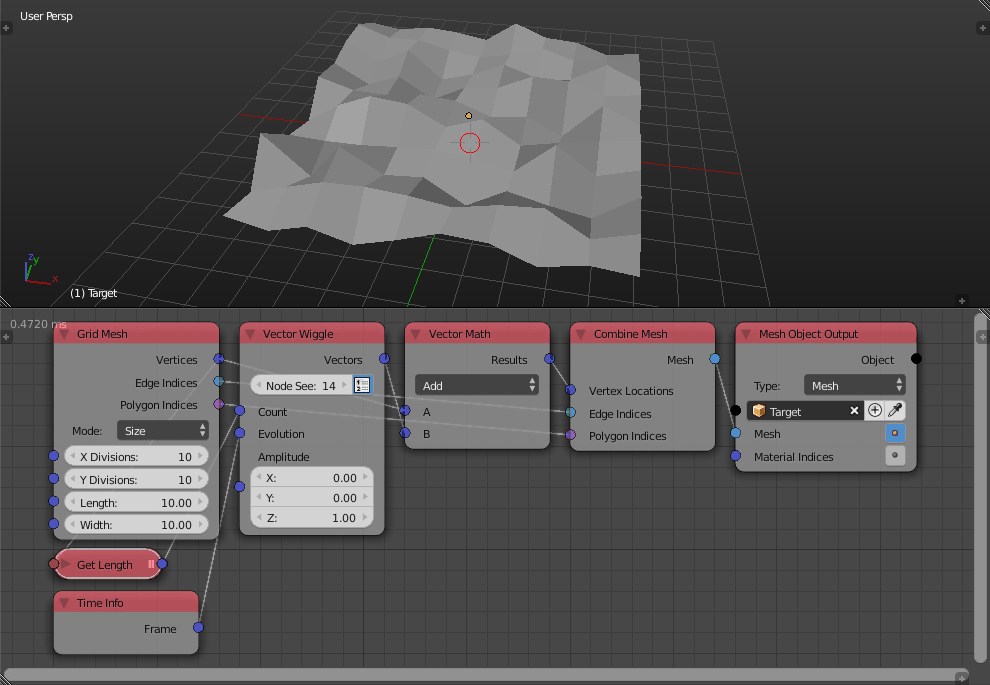 User Persp
z
y
x
(1) Target
0.4720 ms
Grid Mesh
Vertices
Edge Indices
Polygon Indices
Mode: Size
X Divisions: 10
Y Divisions: 10
Length: 10.00
Width: 10.00
Get Length
Time Info
Frame
Vector Wiggle
Vectors
Node See: 14
Count
Evolution
Amplitude
X: 0.00
Y: 0.00
Z: 1.00
Vector Math
Results
Add
A
B
Combine Mesh
Mesh
Vertex Locations
Edge Indices
Polygon Indices
Mesh Object Output
Object
Type: Mesh
Target
Mesh
Material Indices